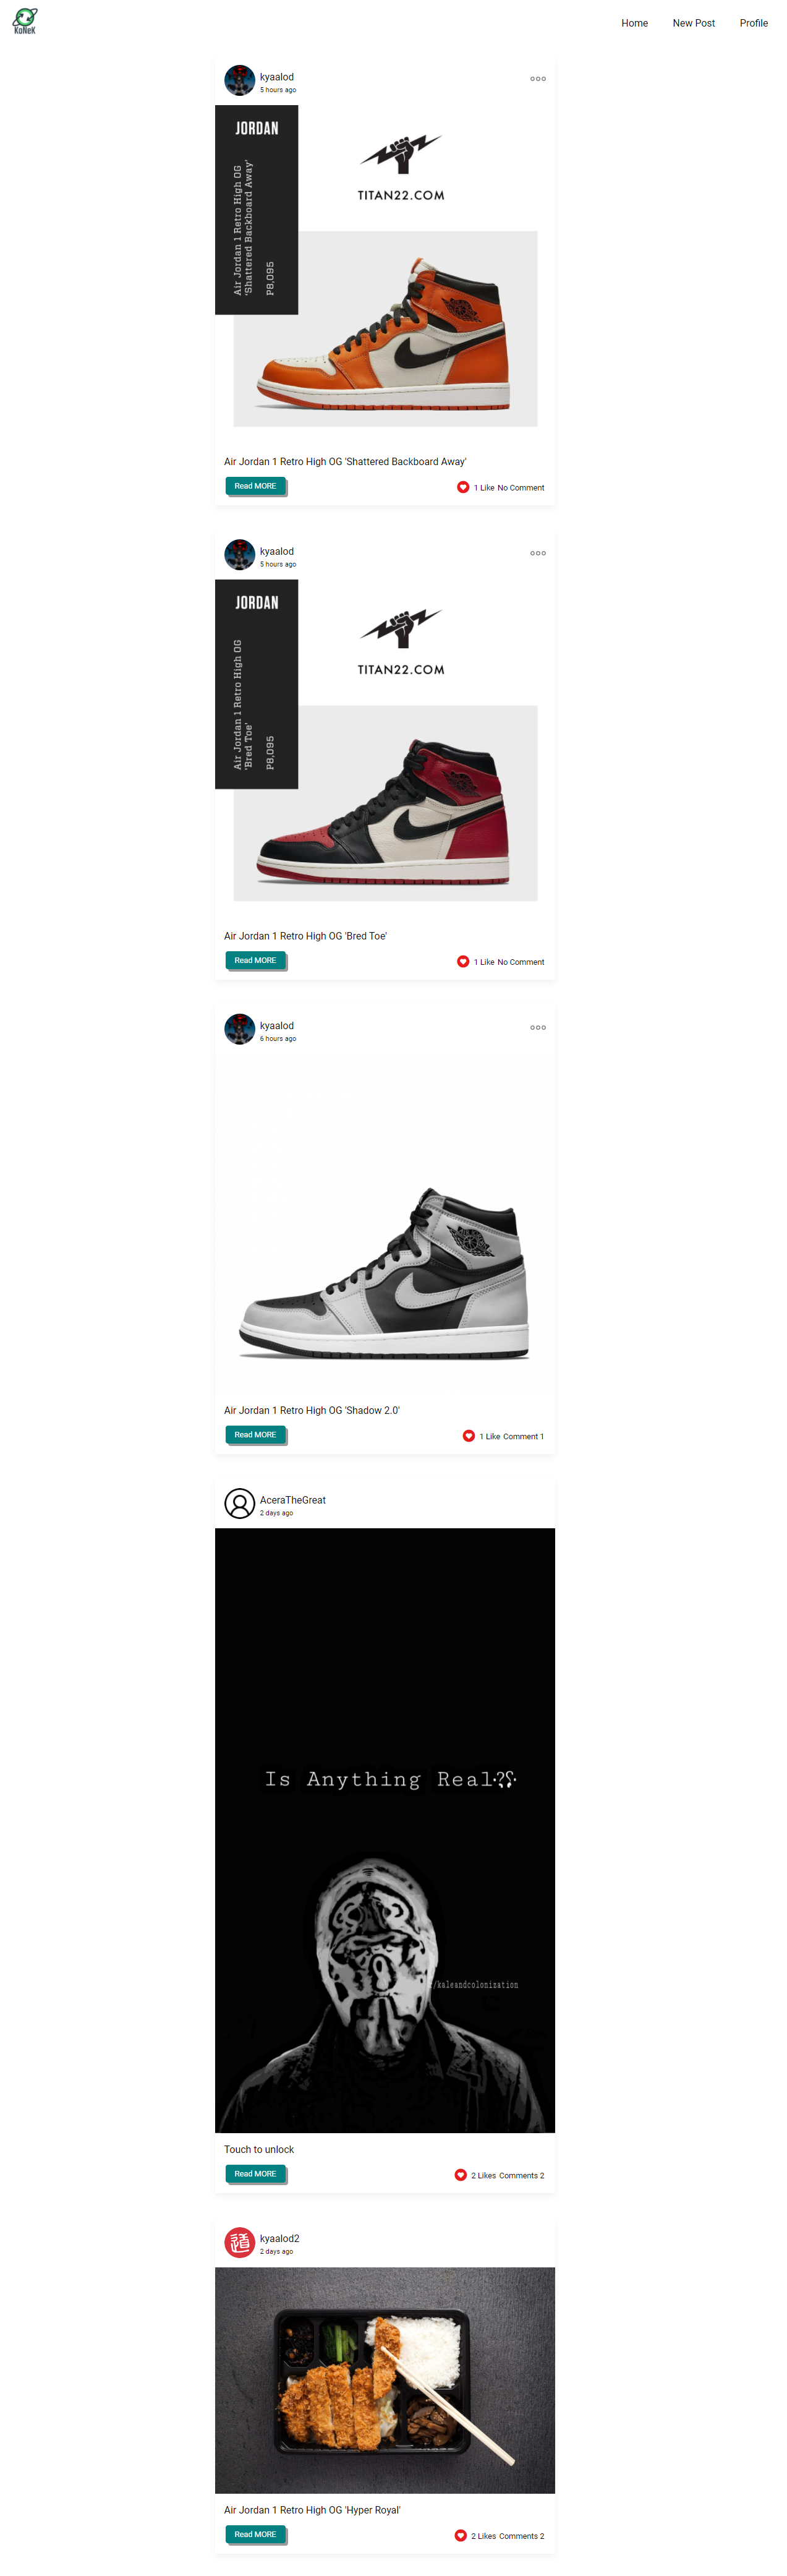 KoNeK
Home New Post Profile
kyaalod
5 hours ago
JORDAN
Air Jordan 1 Retro High OG
'Shattered Backboard Away'
P8,095
TITAN22.COM
Air Jordan 1 Retro High OG 'Shattered Backboard Away'
Read MORE
1 Like No Comment
kyaalod
5 hours ago
JORDAN
Air Jordan 1 Retro High OG
'Bred Toe'
P8,095
TITAN22.COM
Air Jordan 1 Retro High OG 'Bred Toe'
Read MORE
1 Like No Comment
kyaalod
6 hours ago
Air Jordan 1 Retro High OG 'Shadow 2.0'
Read MORE
1 Like Comment 1
AceraTheGreat
2 days ago
Is Anything Real?⸮
/kaleandcolonization
Touch to unlock
Read MORE
2 Likes Comments 2
道
kyaalod2
2 days ago
Air Jordan 1 Retro High OG 'Hyper Royal'
Read MORE
2 Likes Comments 2